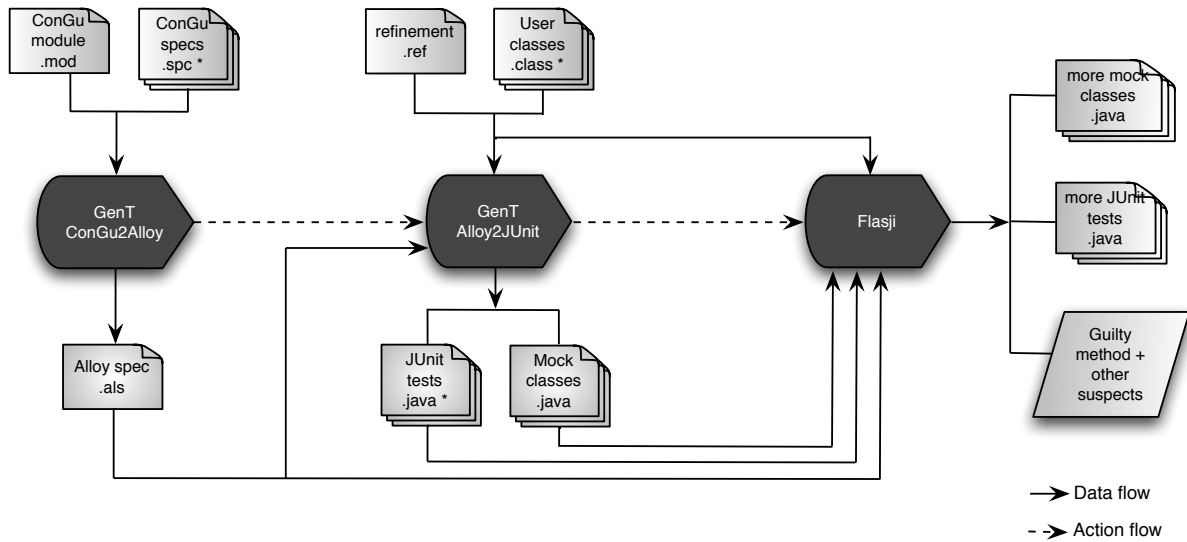 ConGu
module
.mod
ConGu
specs
.spc *
refinement
.ref
User
classes
.class *
more mock
classes
.java
GenT
ConGu2Alloy
GenT
Alloy2JUnit
Flasji
more JUnit
tests
.java
Alloy spec
.als
JUnit
tests
.java *
Mock
classes
.java
Guilty
method +
other
suspects
Data flow
Action flow